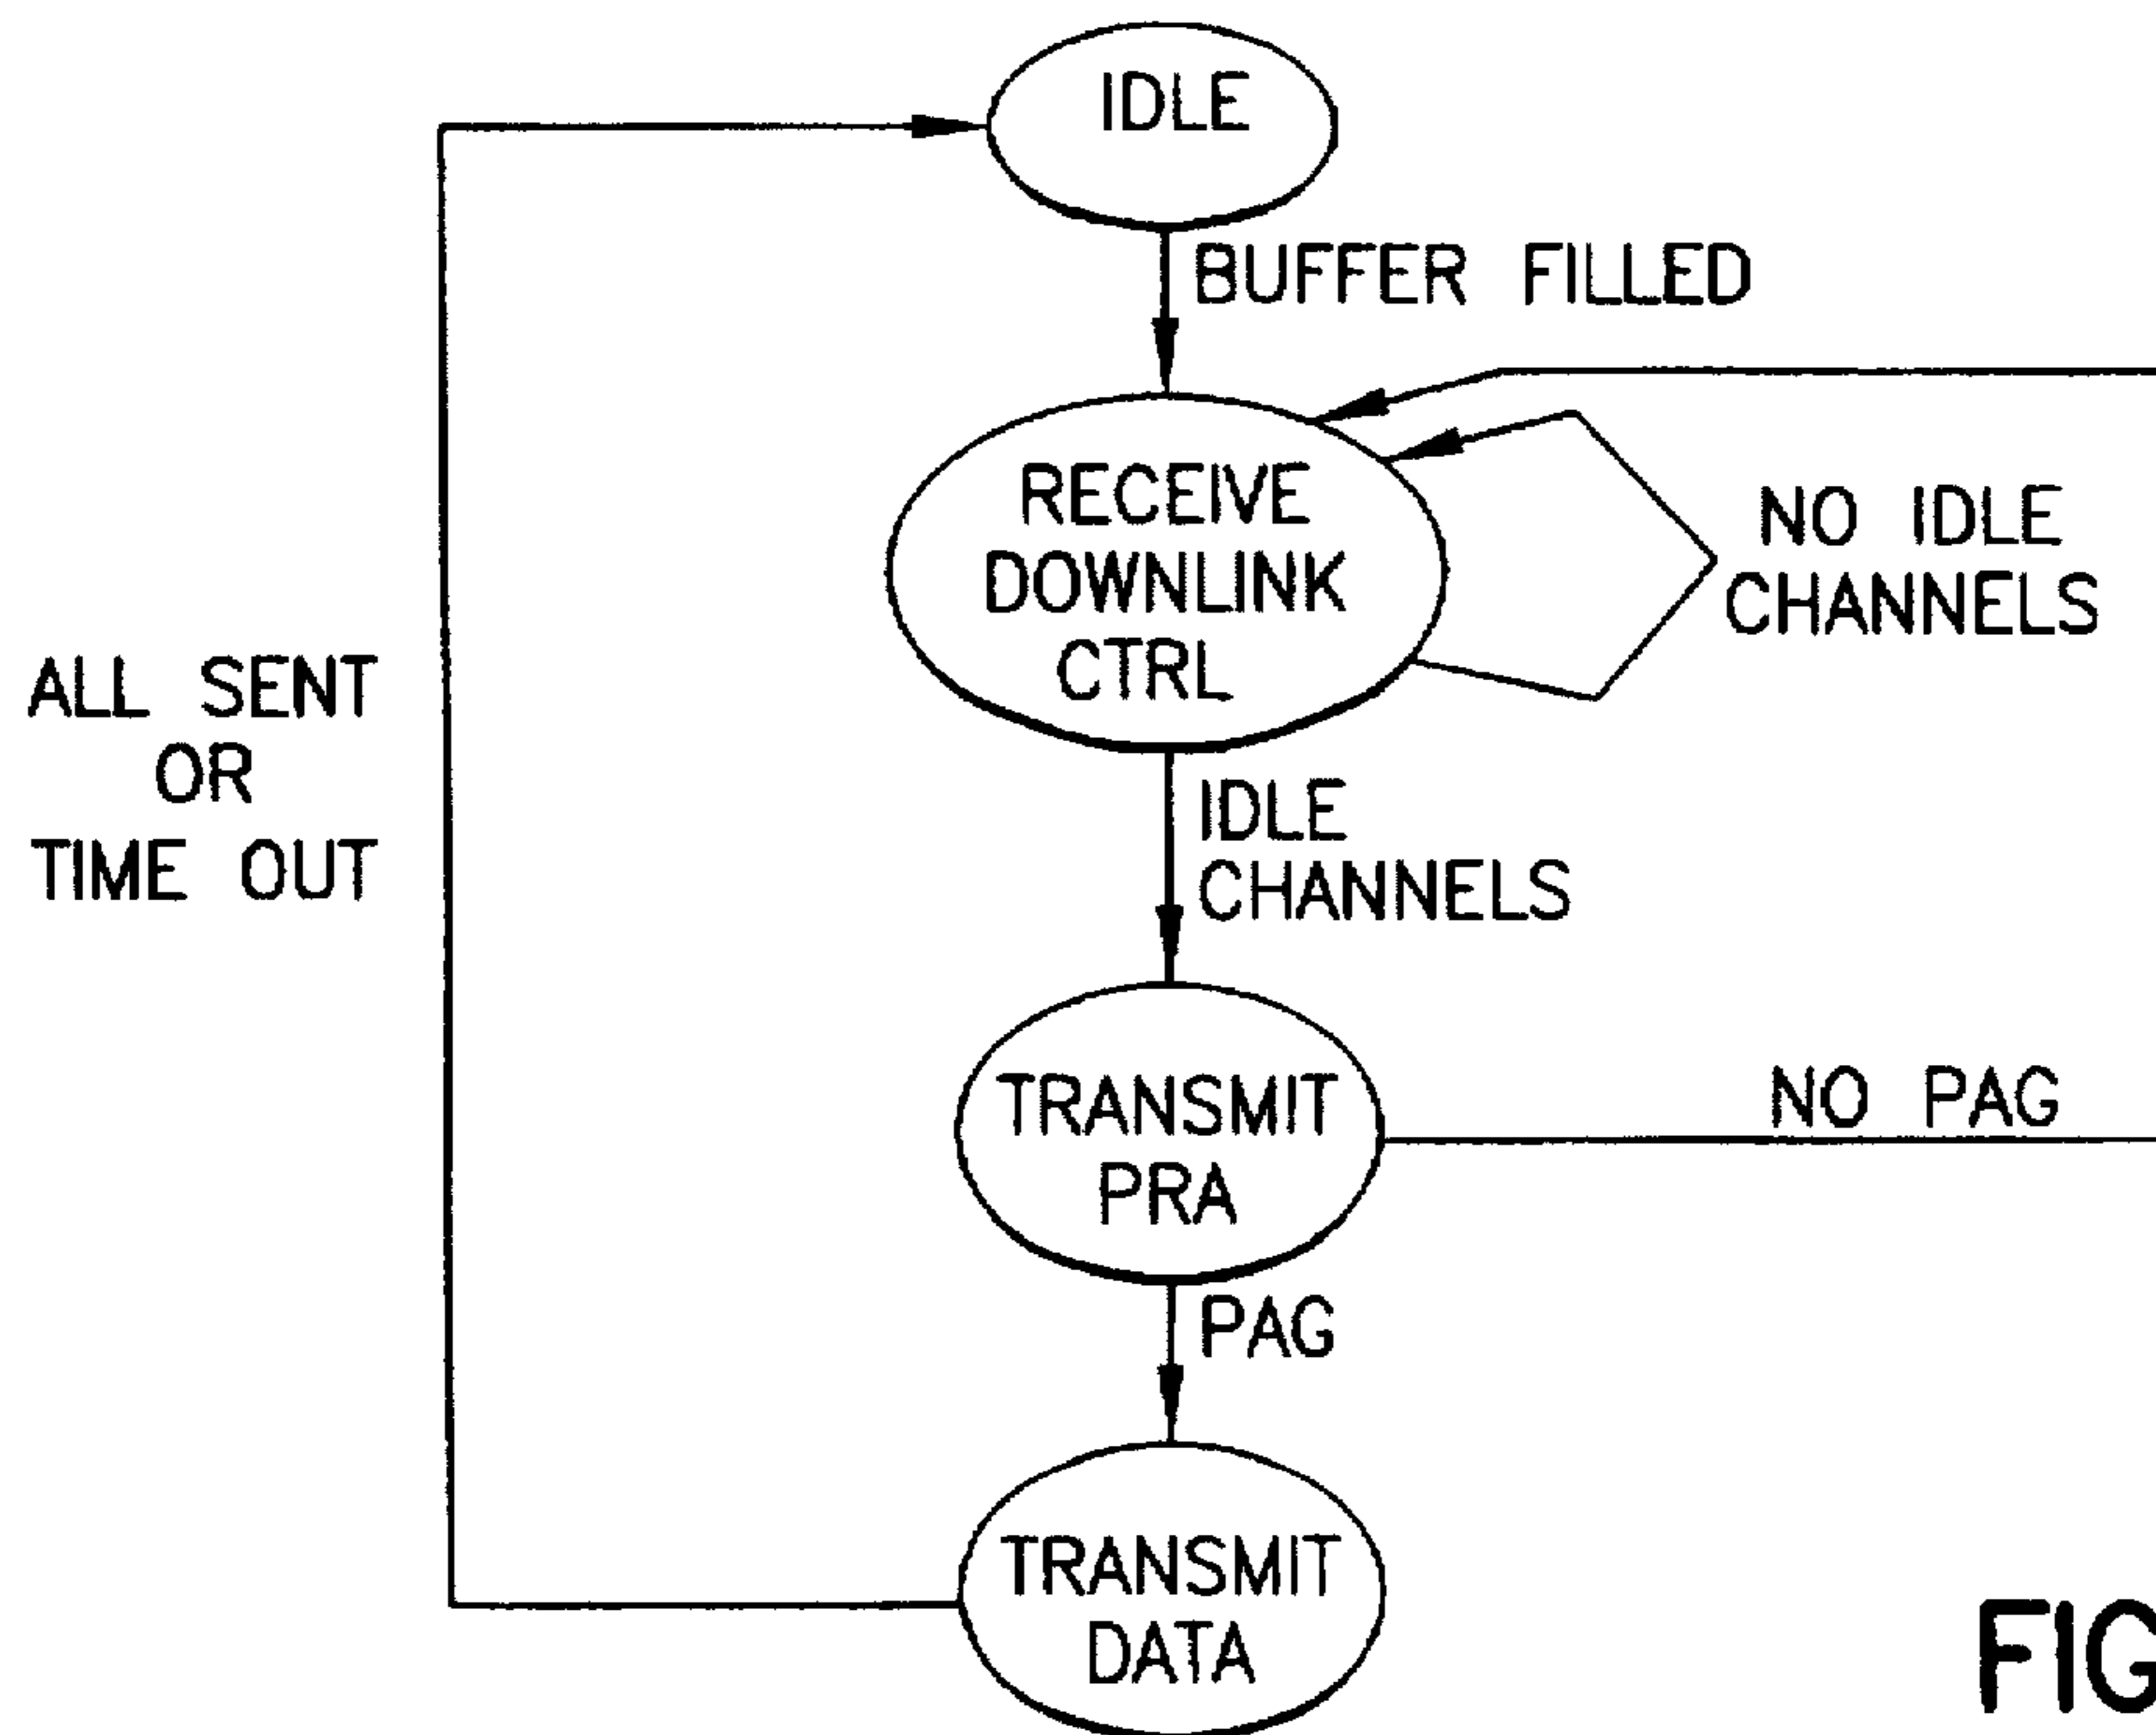 IDLE
BUFFER FILLED
RECEIVE
DOWNLINK
CTRL
NO IDLE
CHANNELS
ALL SENT
OR
TIME OUT
IDLE
CHANNELS
TRANSMIT
PRA
NO PAG
PAG
TRANSMIT
DATA
FIG